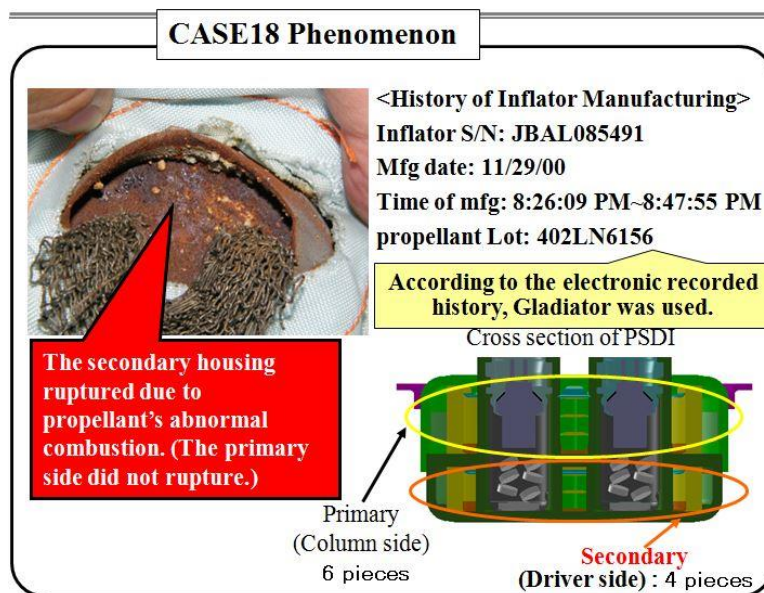 CASE18 Phenomenon
<History of Inflator Manufacturing>
Inflator S/N: JBAL085491
Mfg date: 11/29/00
Time of mfg: 8:26:09 PM~8:47:55 PM
propellant Lot: 402LN6156
According to the electronic recorded
history, Gladiator was used.
Cross section of PSDI
The secondary housing
ruptured due to
propellant's abnormal
combustion. (The primary
side did not rupture.)
Primary
(Column side)
6 pieces
Secondary
(Driver side) : 4 pieces